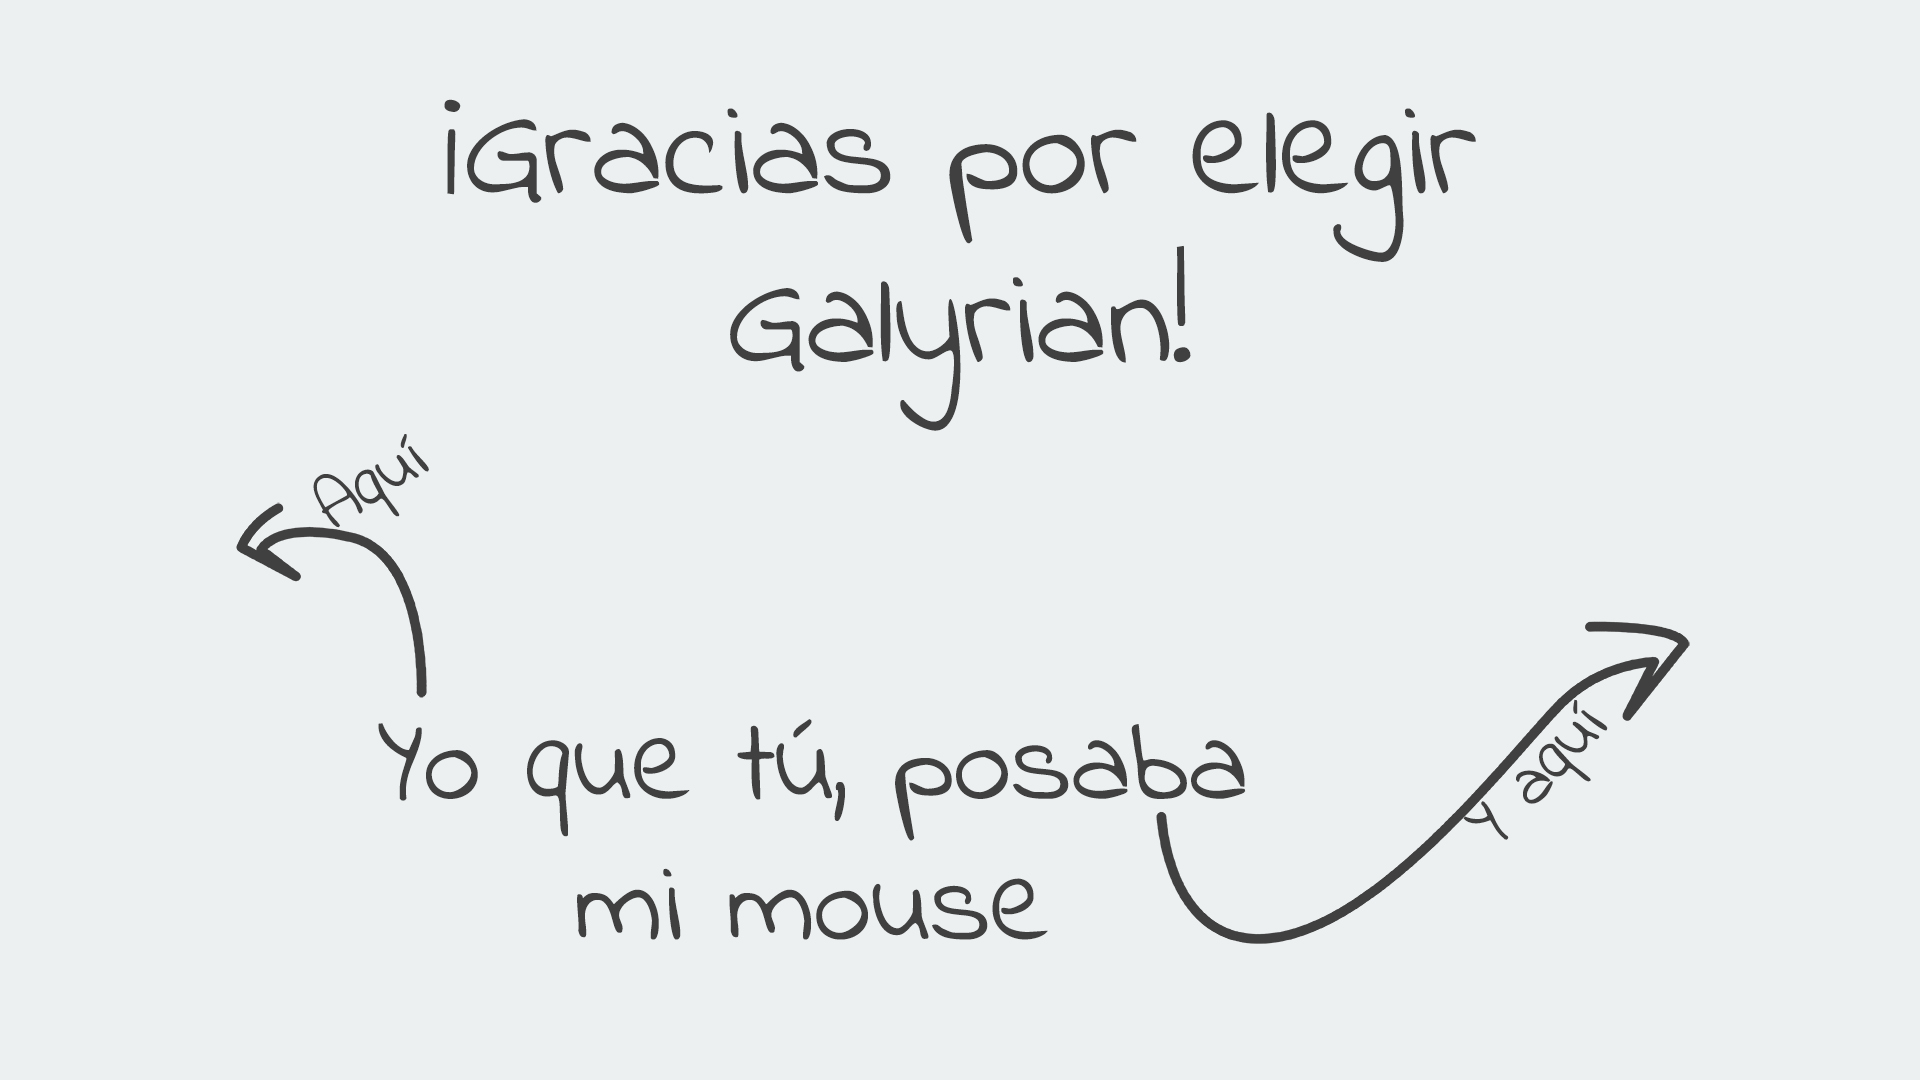 ¡Gracias por elegir
Galyrian!
Aquí
Yo que tú, posaba
mi mouse
Y aquí